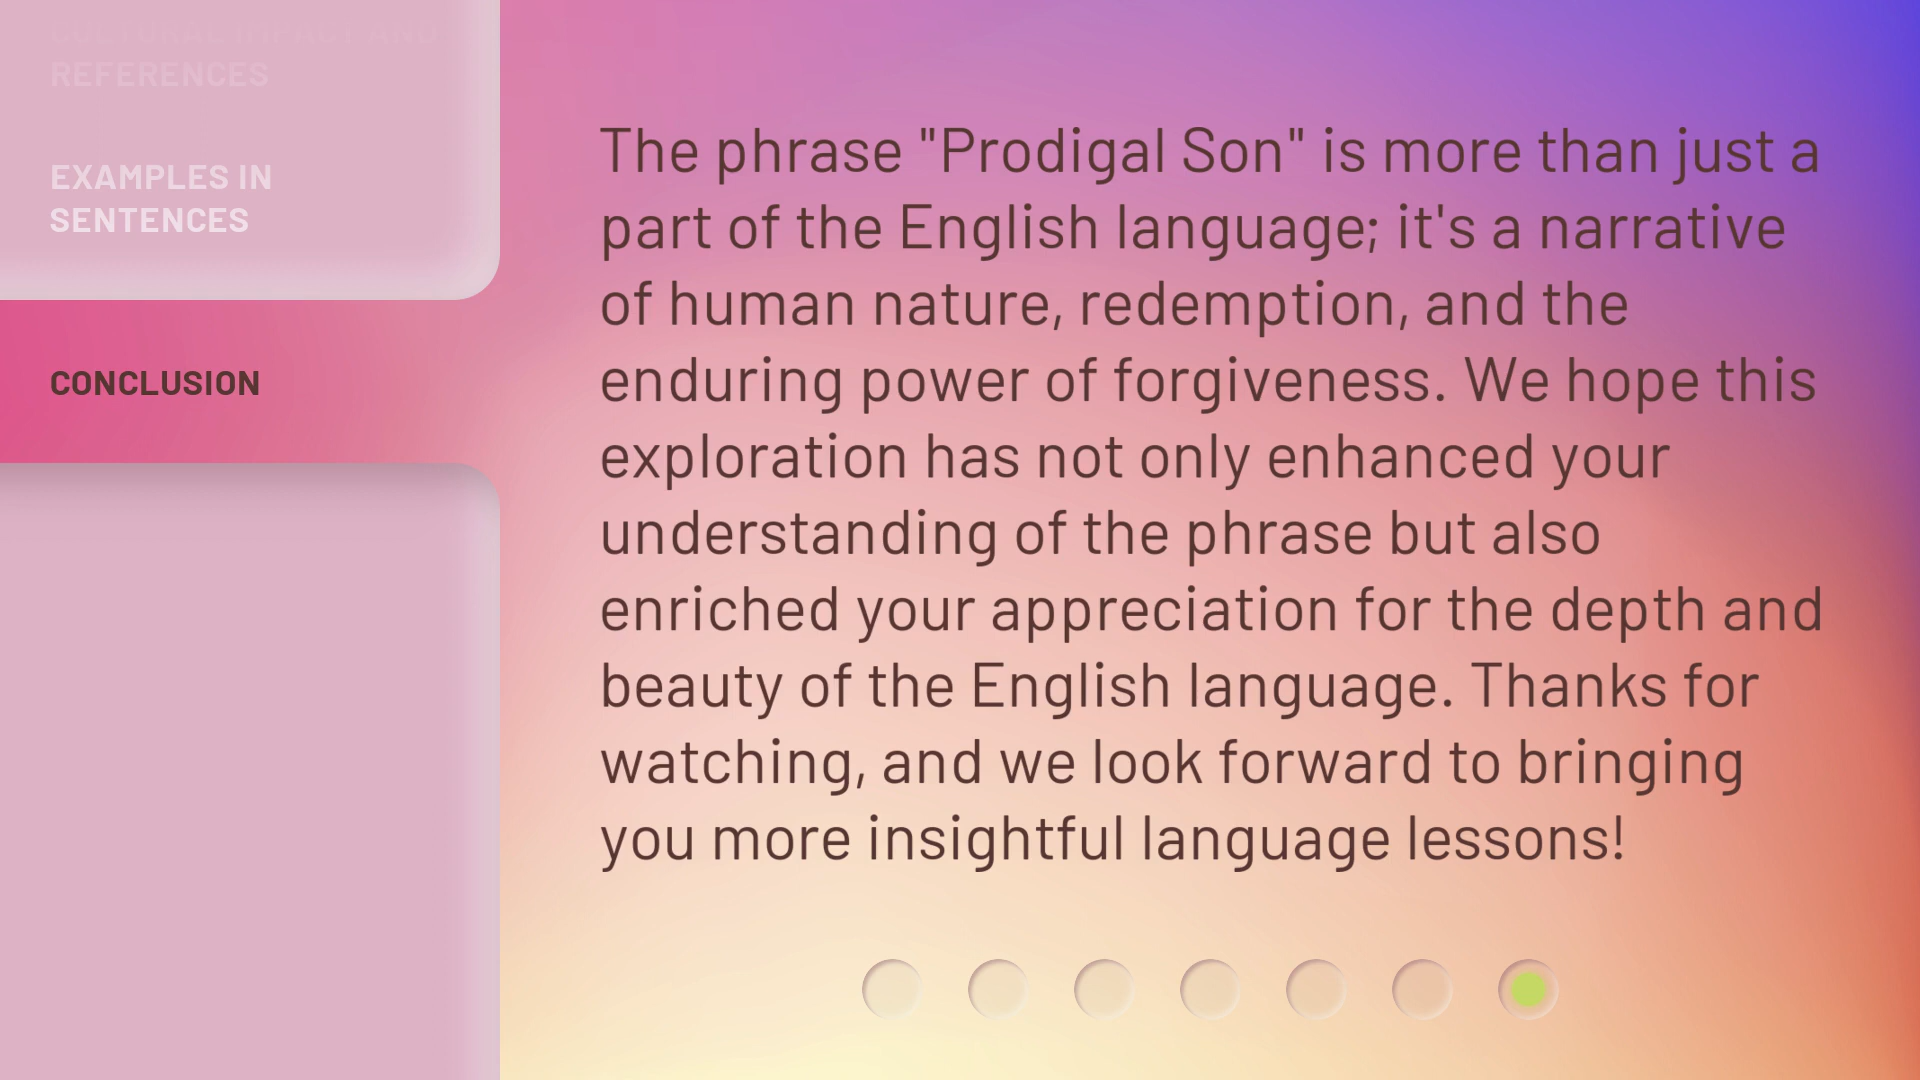 CULTURAL IMPACT AND
REFERENCES
EXAMPLES IN
SENTENCES
CONCLUSION
The phrase "Prodigal Son" is more than just a
part of the English language; it's a narrative
of human nature, redemption, and the
enduring power of forgiveness. We hope this
exploration has not only enhanced your
understanding of the phrase but also
enriched your appreciation for the depth and
beauty of the English language. Thanks for
watching, and we look forward to bringing
you more insightful language lessons!